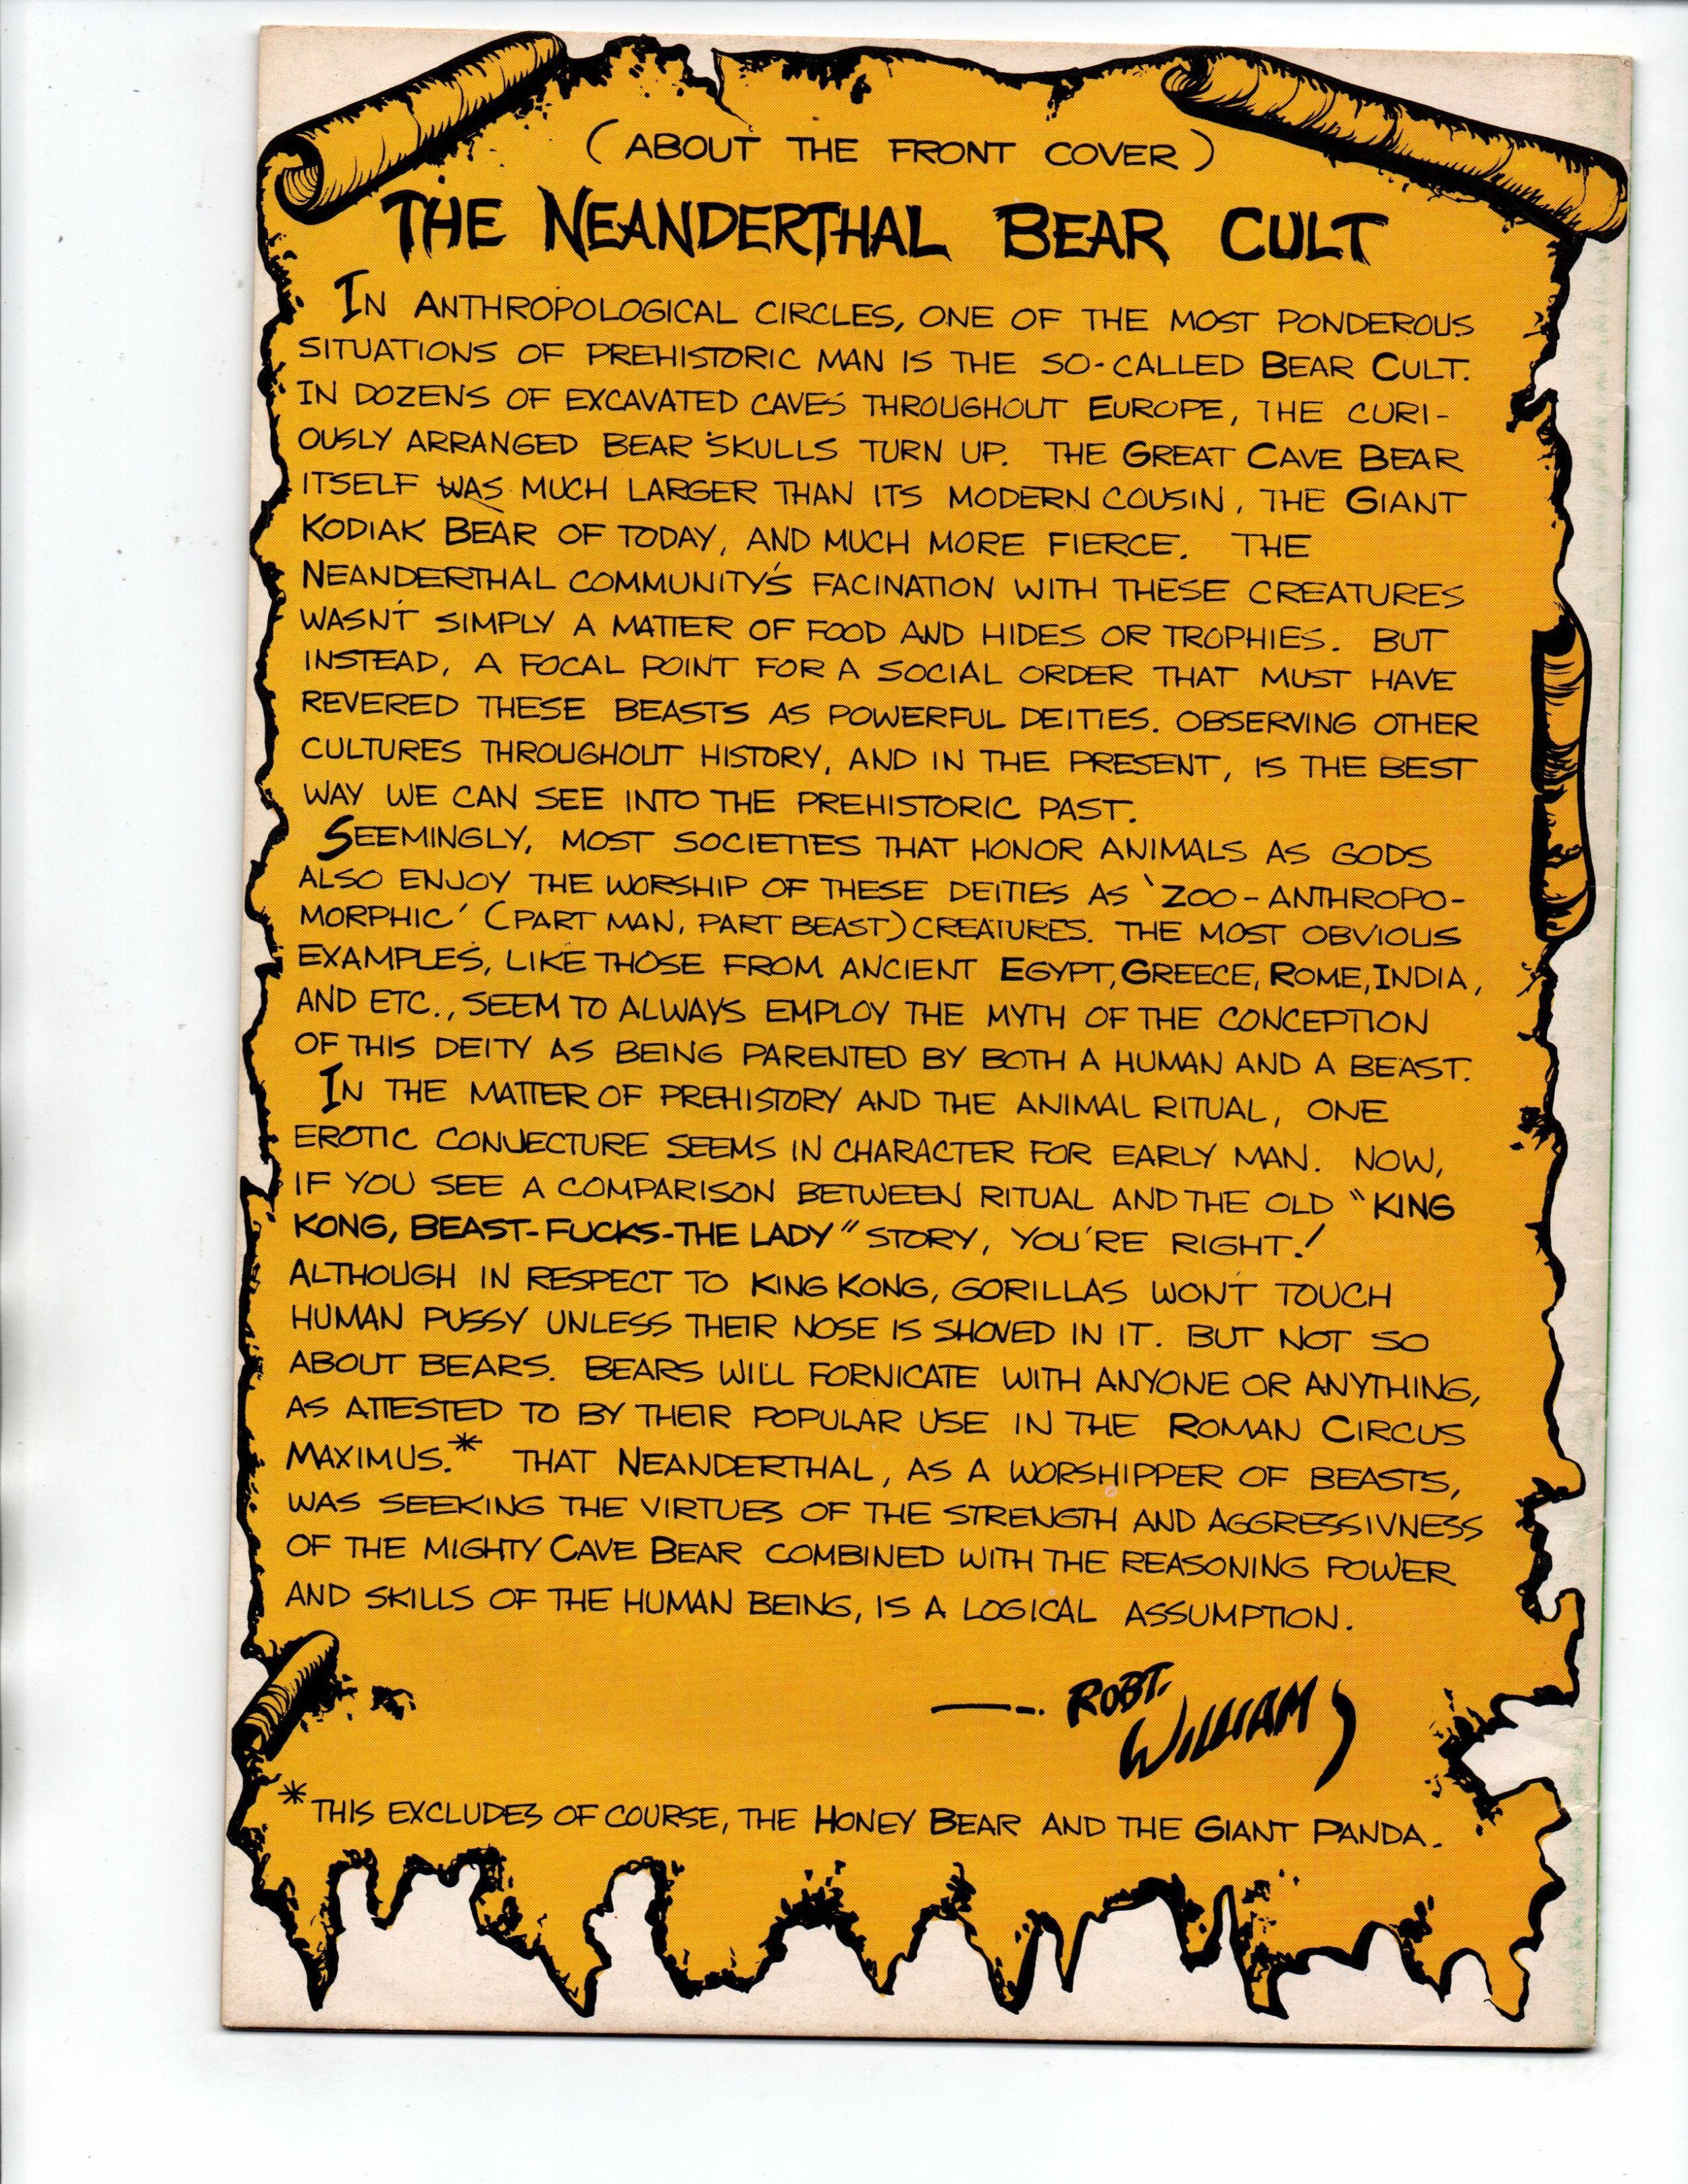 (ABOUT THE FRONT COVER)
THE NEANDERTHAL BEAR CULT
IN ANTHROPOLOGICAL CIRCLES, ONE OF THE MOST PONDEROUS
SITUATIONS OF PREHISTORIC MAN IS THE SO-CALLED BEAR CULT.
IN DOZENS OF EXCAVATED CAVES THROUGHOUT EUROPE, THE CURI-
OUSLY ARRANGED BEAR SKULLS TURN UP. THE GREAT CAVE BEAR
ITSELF WAS MUCH LARGER THAN ITS MODERN COUSIN, THE GIANT
KODIAK BEAR OF TODAY, AND MUCH MORE FIERCE. THE
NEANDERTHAL COMMUNITY'S FACINATION WITH THESE CREATURES
WASN'T SIMPLY A MATTER OF FOOD AND HIDES OR TROPHIES. BUT
INSTEAD, A FOCAL POINT FOR A SOCIAL ORDER THAT MUST HAVE
REVERED THESE BEASTS AS POWERFUL DEITIES. OBSERVING OTHER
CULTURES THROUGHOUT HISTORY, AND IN THE PRESENT, IS THE BEST
WAY WE CAN SEE INTO THE PREHISTORIC PAST.
SEEMINGLY, MOST SOCIETIES THAT HONOR ANIMALS AS GODS
ALSO ENJOY THE WORSHIP OF THESE DEITIES AS 'ZOO-ANTHROPO-
MORPHIC' (PART MAN, PART BEAST) CREATURES. THE MOST OBVIOUS
EXAMPLES, LIKE THOSE FROM ANCIENT EGYPT, GREECE, ROME, INDIA,
AND ETC., SEEM TO ALWAYS EMPLOY THE MYTH OF THE CONCEPTION
OF THIS DEITY AS BEING PARENTED BY BOTH A HUMAN AND A BEAST.
IN THE MATTER OF PREHISTORY AND THE ANIMAL RITUAL, ONE
EROTIC CONJECTURE SEEMS IN CHARACTER FOR EARLY MAN. NOW,
IF YOU SEE A COMPARISON BETWEEN RITUAL AND THE OLD "KING
KONG, BEAST-FUCKS-THE LADY" STORY, YOU'RE RIGHT!
ALTHOUGH IN RESPECT TO KING KONG, GORILLAS WON'T TOUCH
HUMAN PUSSY UNLESS THEIR NOSE IS SHOVED IN IT. BUT NOT SO
ABOUT BEARS. BEARS WILL FORNICATE WITH ANYONE OR ANYTHING,
AS ATTESTED TO BY THEIR POPULAR USE IN THE ROMAN CIRCUS
MAXIMUS.* THAT NEANDERTHAL, AS A WORSHIPPER OF BEASTS,
WAS SEEKING THE VIRTUES OF THE STRENGTH AND AGGRESSIVNESS
OF THE MIGHTY CAVE BEAR COMBINED WITH THE REASONING POWER
AND SKILLS OF THE HUMAN BEING, IS A LOGICAL ASSUMPTION.
—-. ROBT.
WILLIAMS
*THIS EXCLUDES OF COURSE, THE HONEY BEAR AND THE GIANT PANDA.